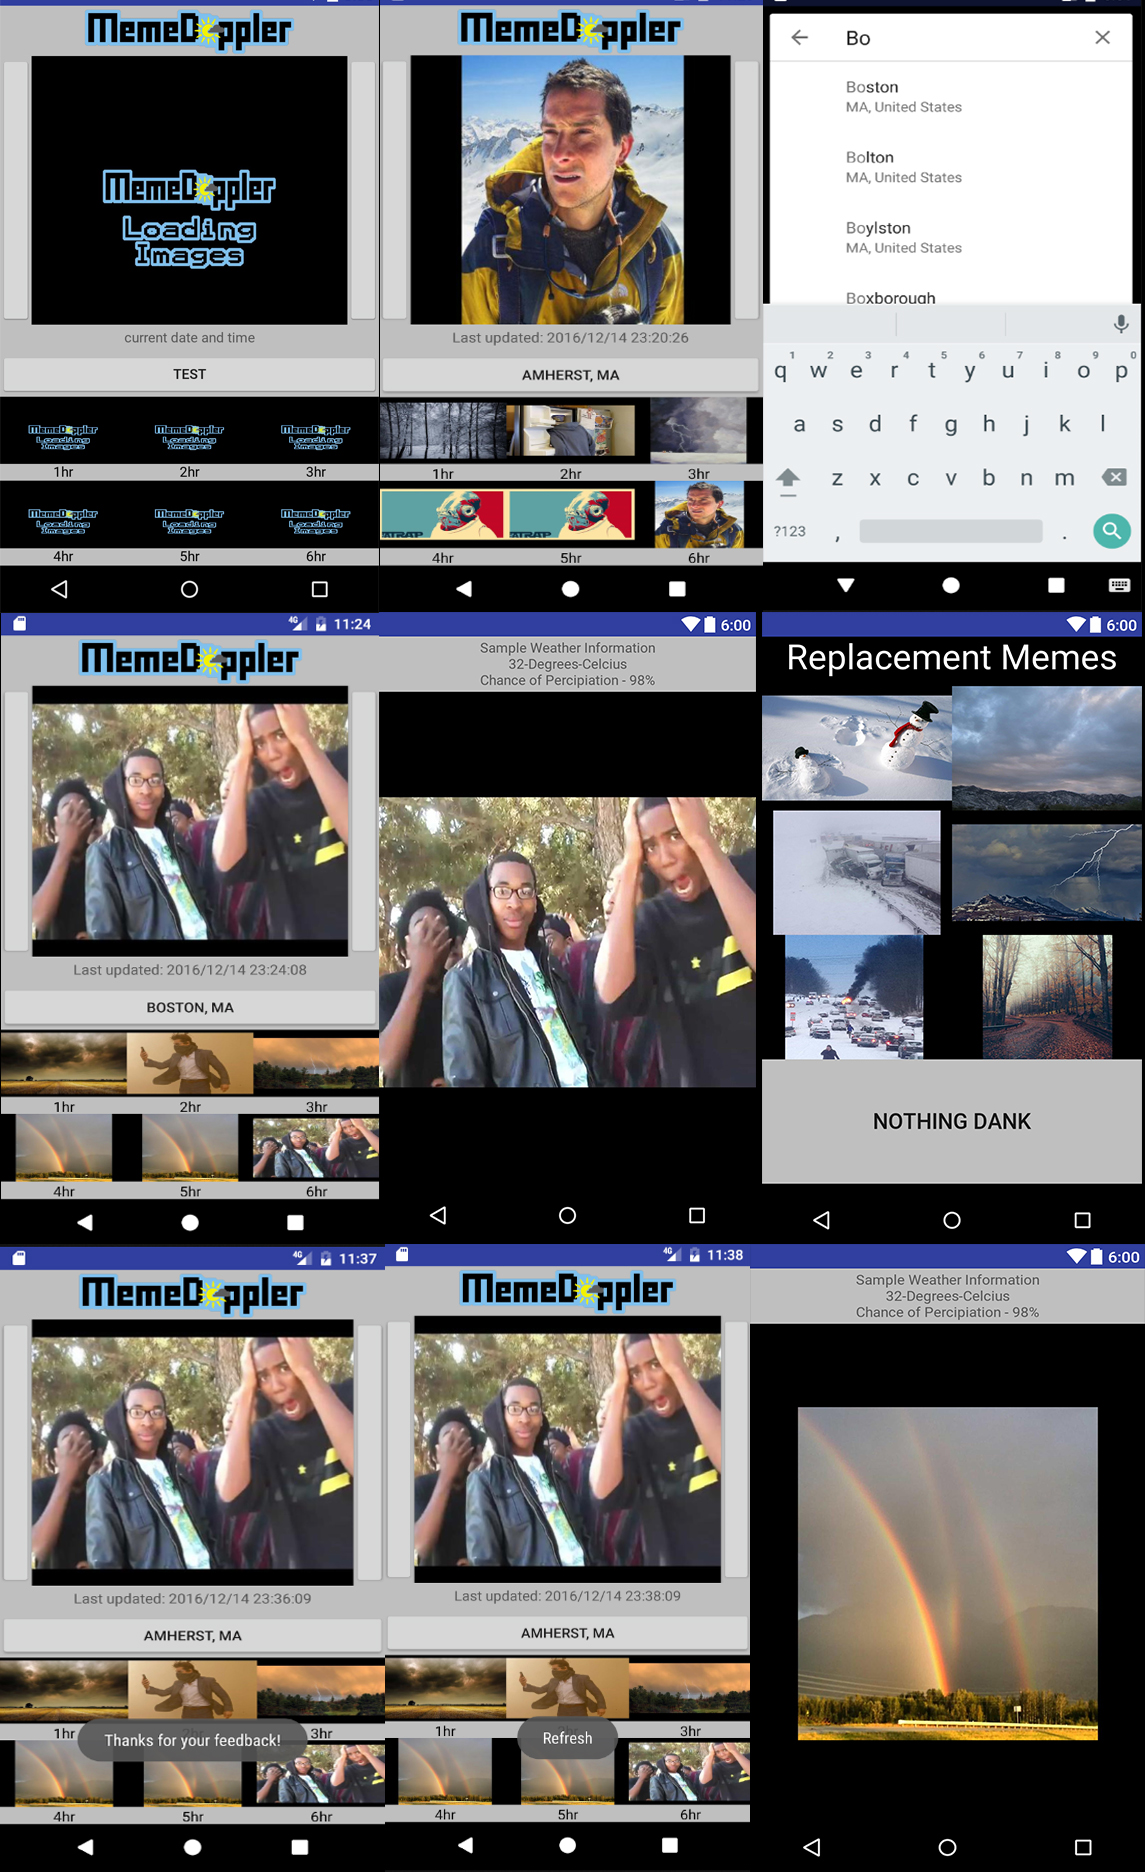 MemeDoppler
MemeDoppler
Loading
Images
current date and time
TEST
MemeDoppler
Loading
Images
MemeDoppler
Loading
Images
MemeDoppler
Loading
Images
1hr
2hr
3hr
MemeDoppler
Loading
Images
MemeDoppler
Loading
Images
MemeDoppler
Loading
Images
4hr
5hr
6hr
MemeDoppler
Last updated: 2016/12/14 23:20:26
AMHERST, MA
1hr
2hr
3hr
ATRAP
ATRAP
4hr
5hr
6hr
Bo
Boston
MA, United States
Bolton
MA, United States
Boylston
MA, United States
Boxborough
1 2 3 4 5 6 7 8 9 0
q w e r t y u i o p
a s d f g h j k l
z x c v b n m
?123 , .
4G 11:24
MemeDoppler
Last updated: 2016/12/14 23:24:08
BOSTON, MA
1hr
2hr
3hr
4hr
5hr
6hr
6:00
Sample Weather Information
32-Degrees-Celcius
Chance of Percipiation - 98%
6:00
Replacement Memes
NOTHING DANK
4G 11:37
MemeDoppler
Last updated: 2016/12/14 23:36:09
AMHERST, MA
1hr
3hr
Thanks for your feedback!
4hr
5hr
6hr
4G 11:38
MemeDoppler
Last updated: 2016/12/14 23:38:09
AMHERST, MA
1hr
3hr
Refresh
4hr
5hr
6hr
6:00
Sample Weather Information
32-Degrees-Celcius
Chance of Percipiation - 98%